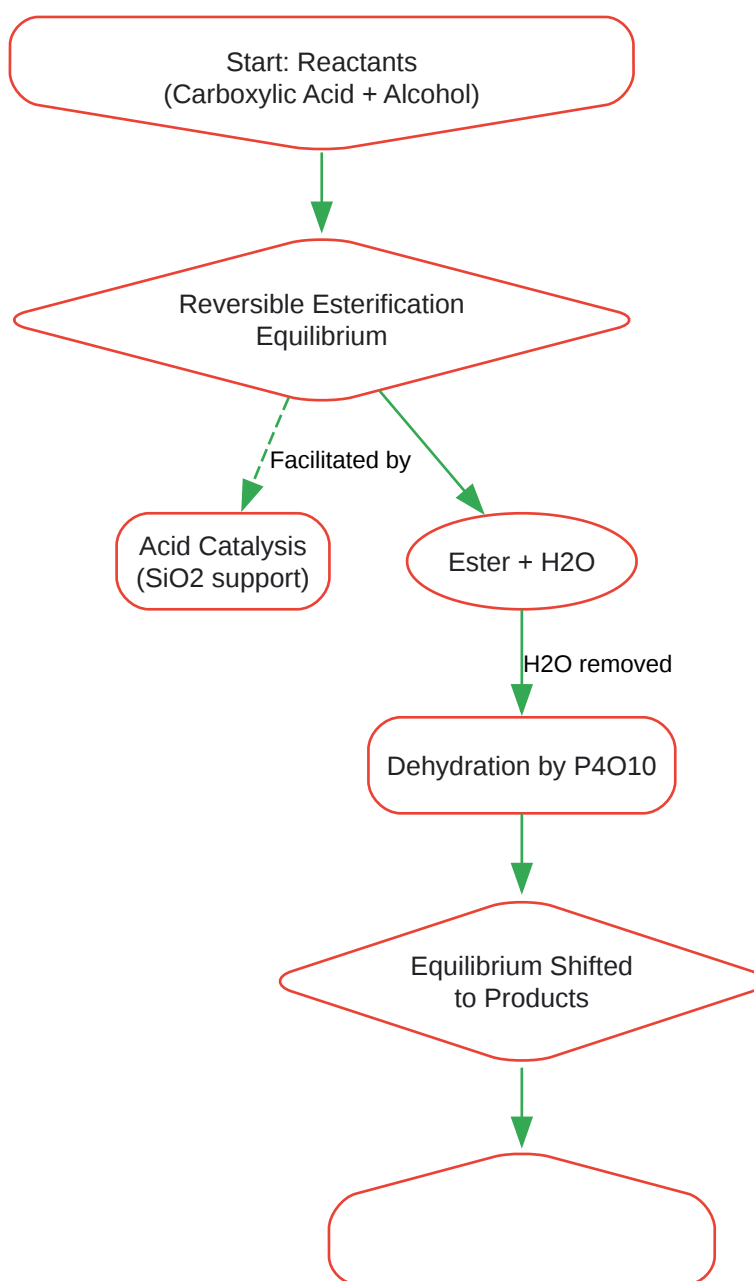 Start: Reactants
(Carboxylic Acid + Alcohol)
Reversible Esterification
Equilibrium
Facilitated by
Acid Catalysis
(SiO2 support)
Ester + H2O
H2O removed
Dehydration by P4O10
Equilibrium Shifted
to Products